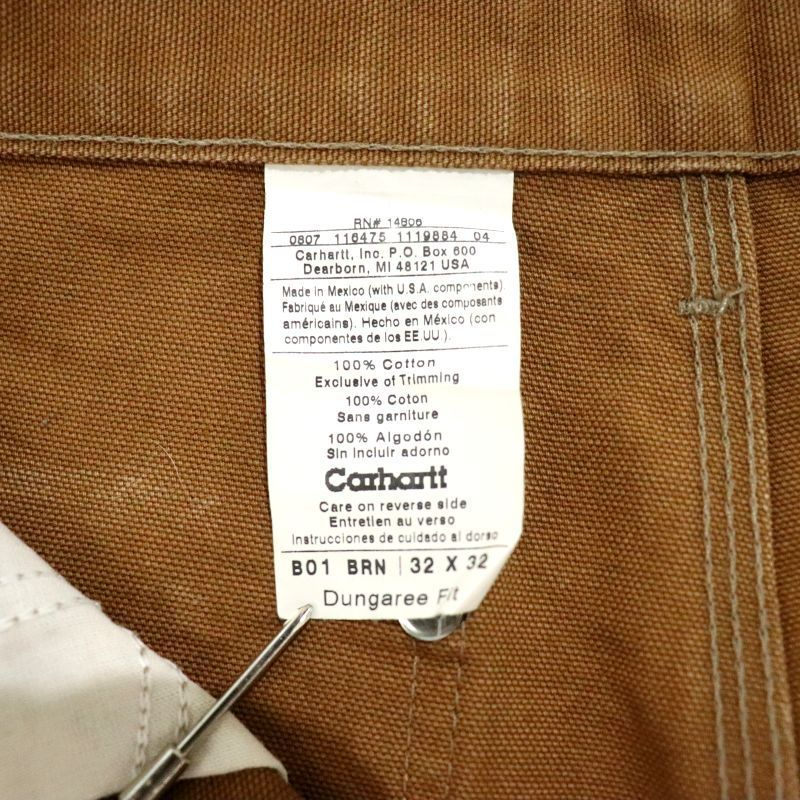 RN# 14806
0807 116475 1119884 04
Carhartt, Inc. P.O. Box 600
Dearborn, MI 48121 USA
Made in Mexico (with U.S.A. components).
Fabriqué au Mexique (avec des composants
américains). Hecho en México (con
componentes de los EE.UU.).
100% Cotton
Exclusive of Trimming
100% Coton
Sans garniture
100% Algodón
Sin incluir adorno
Carhartt
Care on reverse side
Entretien au verso
Instrucciones de cuidado al dorso
B01 BRN | 32 X 32
Dungaree Fit